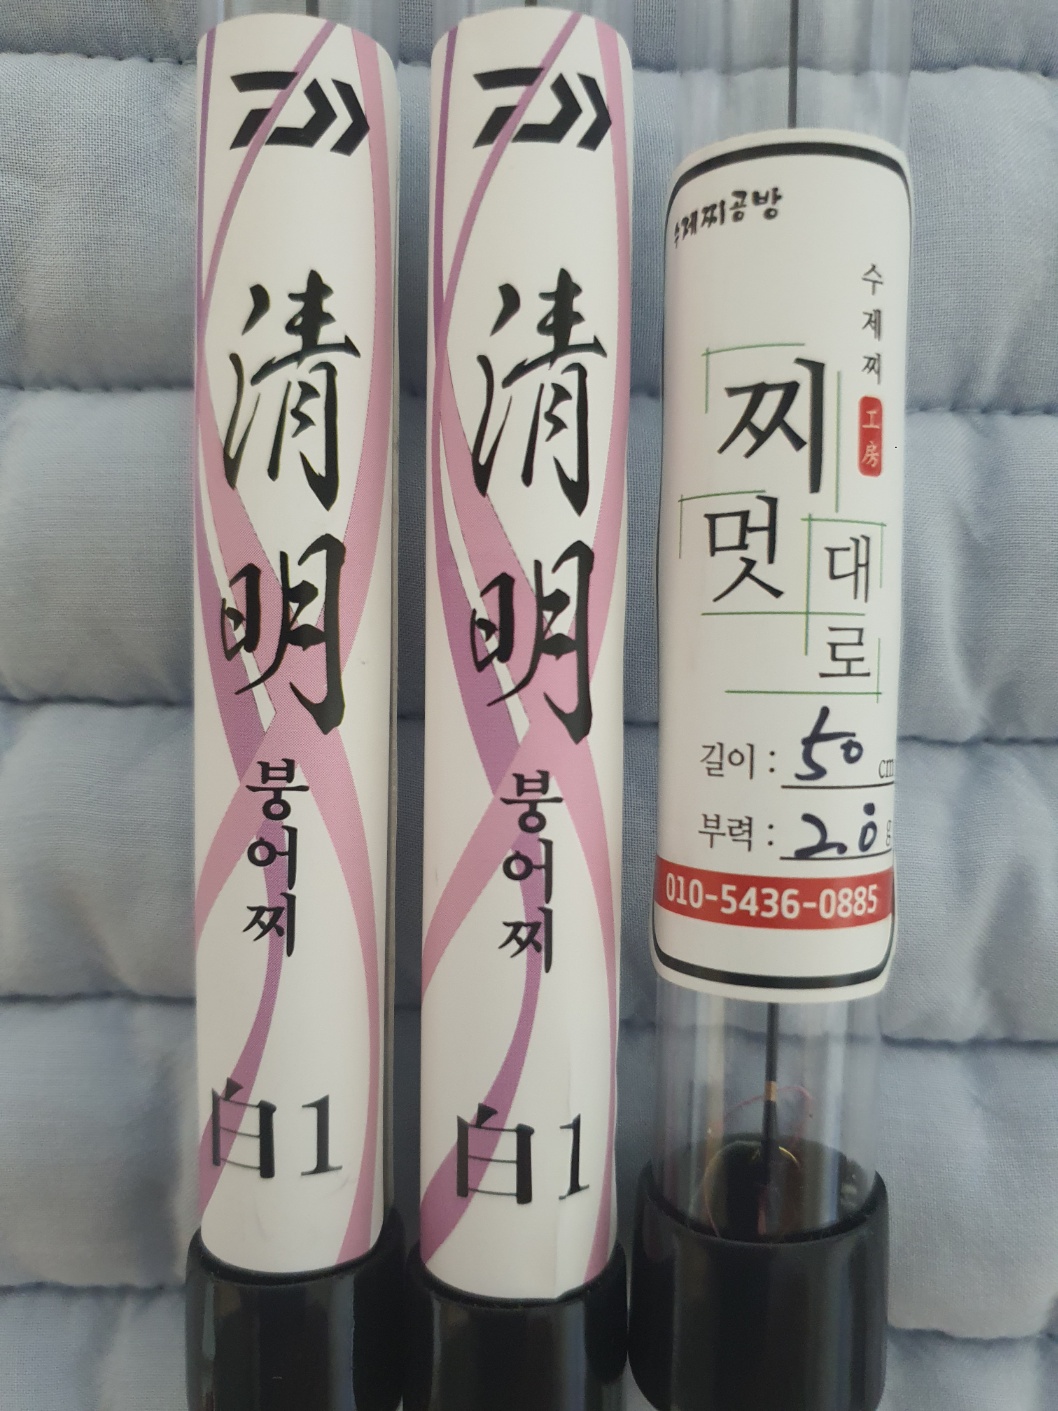 清明
붕어찌
白1
清明
붕어찌
白1
수제찌공방
수제찌
工房
찌
멋대로
길이 : 50 cm
부력 : 2.0 g
010-5436-0885